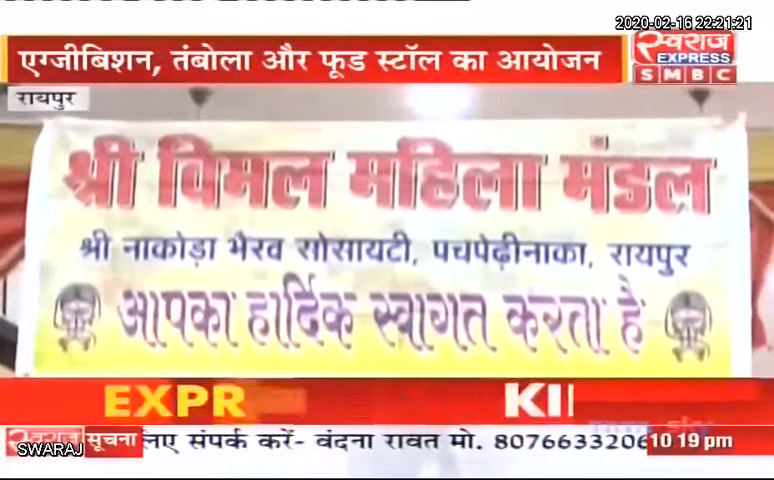 2020-02-16 22:21:21
स्वराज
EXPRESS
SMBC
एग्जीबिशन, तंबोला और फूड स्टॉल का आयोजन
रायपुर
श्री विमल महिला मंडल
श्री नाकोड़ा भैरव सोसायटी, पचपेढ़ीनाका, रायपुर
आपका हार्दिक स्वागत करता है
EXPR
स्वराज सूचना लिए संपर्क करें- वंदना रावत मो. 8076633206 10 19 pm
SWARAJ